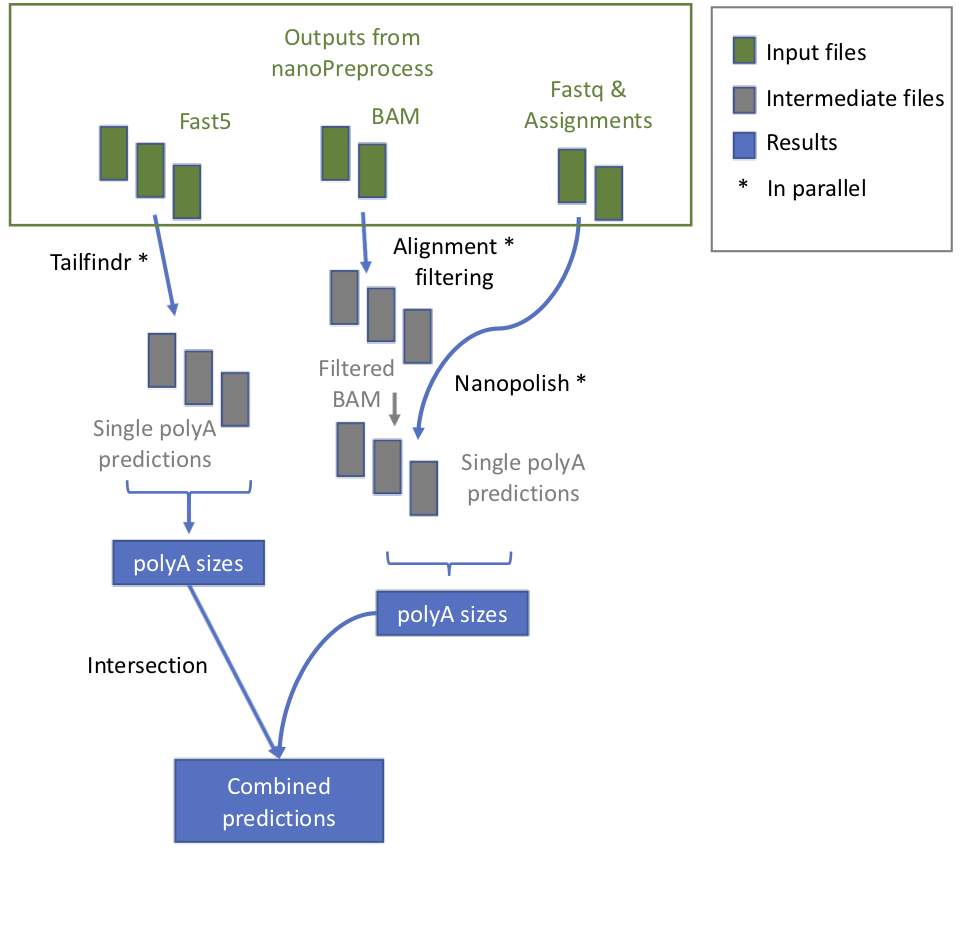 Outputs from
nanoPreprocess
Fast5
BAM
Fastq &
Assignments
Input files
Intermediate files
Results
* In parallel
Tailfindr *
Alignment *
filtering
Filtered
BAM
Nanopolish *
Single polyA
predictions
Single polyA
predictions
polyA sizes
polyA sizes
Intersection
Combined
predictions